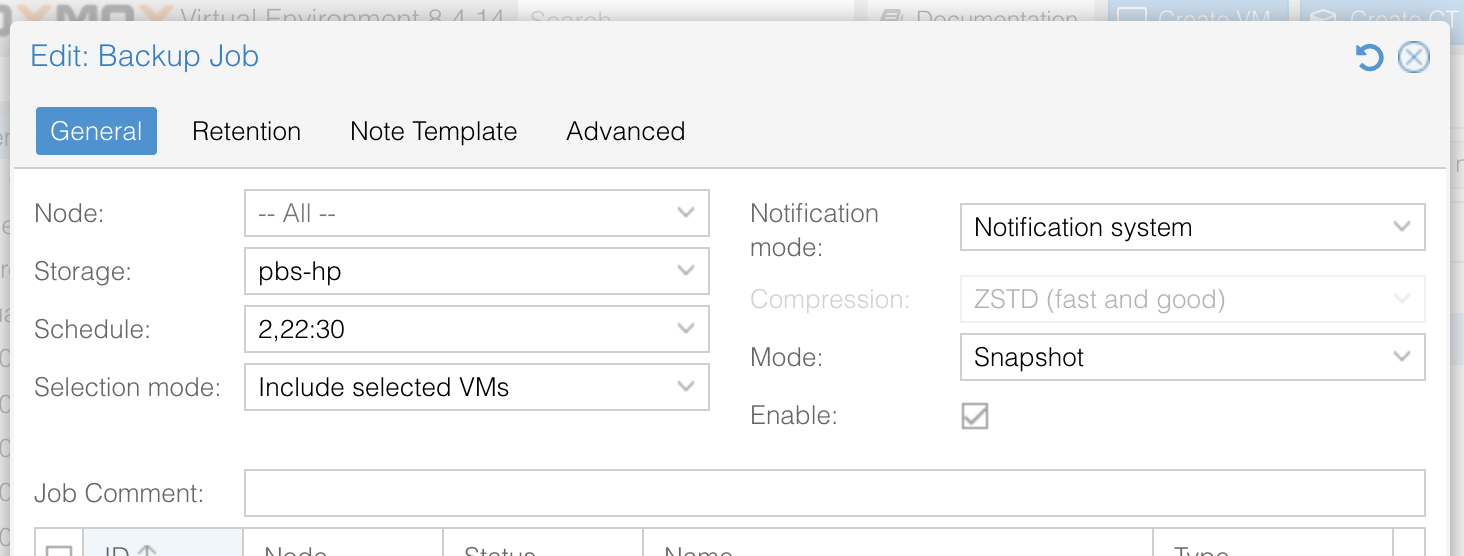 Virtual Environment 8.4.14 Search Documentation Create VM Create CT
Edit: Backup Job
General Retention Note Template Advanced
Node: -- All --
Notification mode: Notification system
Storage: pbs-hp
Compression: ZSTD (fast and good)
Schedule: 2,22:30
Mode: Snapshot
Selection mode: Include selected VMs
Enable:
Job Comment:
ID Node Status Name Type